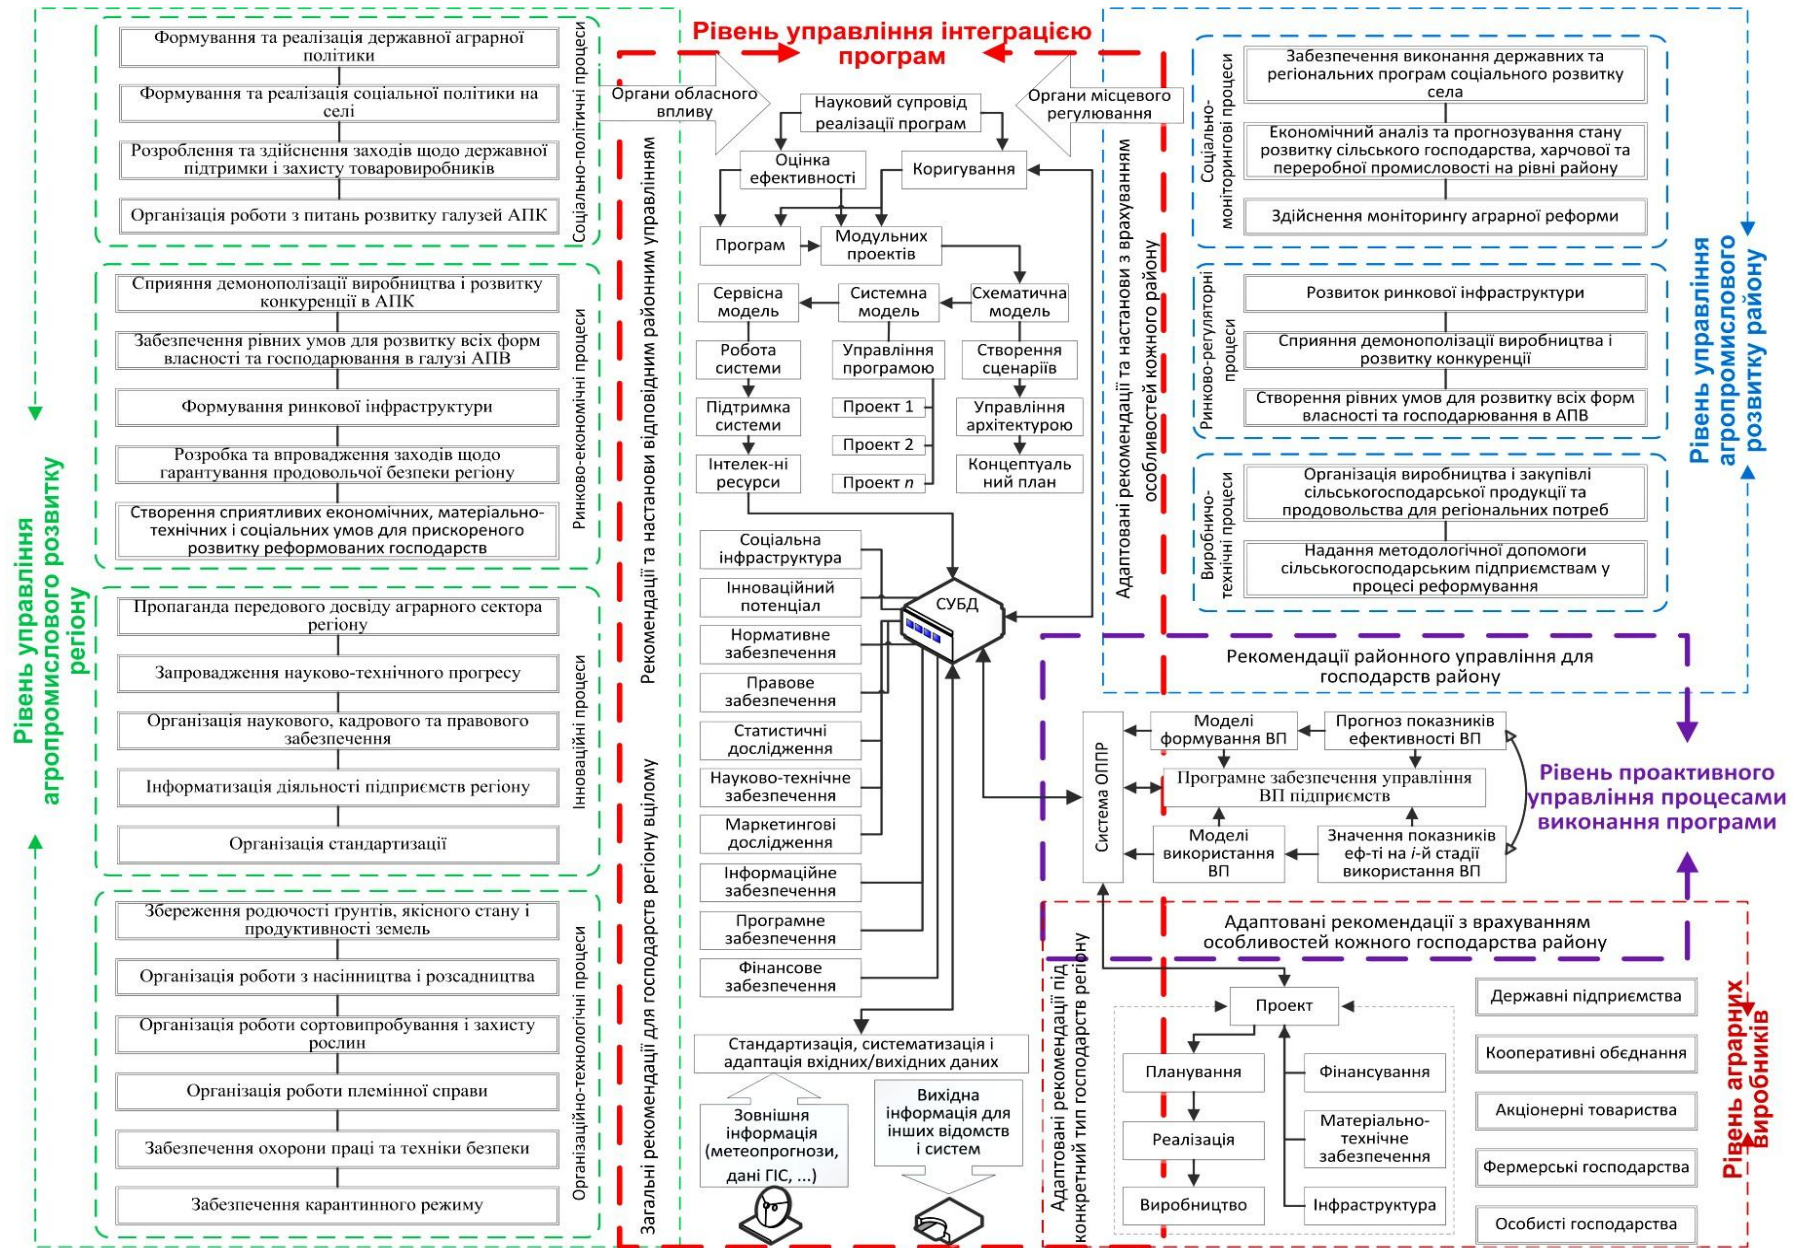 Рівень управління
агропромислового розвитку
регіону
Формування та реалізація державної аграрної
політики
Формування та реалізація соціальної політики на
селі
Розроблення та здійснення заходів щодо державної
підтримки і захисту товаровиробників
Організація роботи з питань розвитку галузей АПК
Соціально-політичні процеси
Сприяння демонополізації виробництва і розвитку
конкуренції в АПК
Забезпечення рівних умов для розвитку всіх форм
власності та господарювання в галузі АПВ
Формування ринкової інфраструктури
Розробка та впровадження заходів щодо
гарантування продовольчої безпеки регіону
Створення сприятливих економічних, матеріально-
технічних і соціальних умов для прискореного
розвитку реформованих господарств
Ринково-економічні процеси
Пропаганда передового досвіду аграрного сектора
регіону
Запровадження науково-технічного прогресу
Організація наукового, кадрового та правового
забезпечення
Інформатизація діяльності підприємств регіону
Організація стандартизації
Інноваційні процеси
Збереження родючості ґрунтів, якісного стану і
продуктивності земель
Організація роботи з насінництва і розсадництва
Організація роботи сортовипробування і захисту
рослин
Організація роботи племінної справи
Забезпечення охорони праці та техніки безпеки
Забезпечення карантинного режиму
Організаційно-технологічні процеси
Рекомендації та настанови відповідним районним управлінням
Загальні рекомендації для господарств регіону вцілому
Рівень управління інтеграцією
програм
Органи обласного
впливу
Науковий супровід
реалізації програм
Органи місцевого
регулювання
Оцінка
ефективності
Коригування
Програм
Модульних
проектів
Сервісна
модель
Системна
модель
Схематична
модель
Робота
системи
Управління
програмою
Створення
сценаріїв
Підтримка
системи
Проект 1
Управління
архітектурою
Проект 2
Інтелек-ні
ресурси
Проект n
Концептуаль
ний план
Соціальна
інфраструктура
Інноваційний
потенціал
Нормативне
забезпечення
Правове
забезпечення
Статистичні
дослідження
Науково-технічне
забезпечення
Маркетингові
дослідження
Інформаційне
забезпечення
Програмне
забезпечення
Фінансове
забезпечення
СУБД
Стандартизація, систематизація і
адаптація вхідних/вихідних даних
Зовнішня
інформація
(метеопрогнози,
дані ГІС, ...)
Вихідна
інформація для
інших відомств
і систем
Адаптовані рекомендації та настанови з врахуванням
особливостей кожного району
Соціально-
моніторингові процеси
Забезпечення виконання державних та
регіональних програм соціального розвитку
села
Економічний аналіз та прогнозування стану
розвитку сільського господарства, харчової та
переробної промисловості на рівні району
Здійснення моніторингу аграрної реформи
Ринково-регуляторні
процеси
Розвиток ринкової інфраструктури
Сприяння демонополізації виробництва і
розвитку конкуренції
Створення рівних умов для розвитку всіх форм
власності та господарювання в АПВ
Виробничо-
технічні процеси
Організація виробництва і закупівлі
сільськогосподарської продукції та
продовольства для регіональних потреб
Надання методологічної допомоги
сільськогосподарським підприємствам у
процесі реформування
Рівень управління
агропромислового
розвитку району
Рекомендації районного управління для
господарств району
Система ОППР
Моделі
формування ВП
Прогноз показників
ефективності ВП
Програмне забезпечення управління
ВП підприємств
Моделі
використання
ВП
Значення показників
еф-ті на i-й стадії
використання ВП
Рівень проактивного
управління процесами
виконання програми
Адаптовані рекомендації з врахуванням
особливостей кожного господарства району
Адаптовані рекомендації під
конкретний тип господарств регіону
Проект
Планування
Реалізація
Виробництво
Фінансування
Матеріально-
технічне
забезпечення
Інфраструктура
Державні підприємства
Кооперативні обєднання
Акціонерні товариства
Фермерські господарства
Особисті господарства
Рівень аграрних
виробників